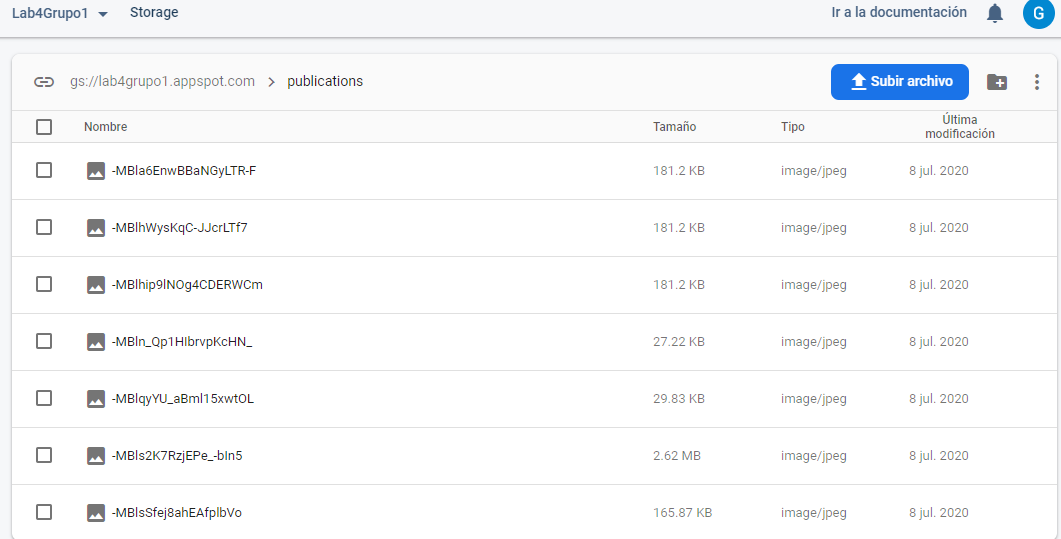 Lab4Grupo1 Storage Ir a la documentación G
gs://lab4grupo1.appspot.com > publications Subir archivo
Nombre Tamaño Tipo Última modificación
-MBla6EnwBBaNGyLTR-F 181.2 KB image/jpeg 8 jul. 2020
-MBlhWysKqC-JJcrLTf7 181.2 KB image/jpeg 8 jul. 2020
-MBlhip9lNOg4CDERWCm 181.2 KB image/jpeg 8 jul. 2020
-MBln_Qp1HIbrvpKcHN_ 27.22 KB image/jpeg 8 jul. 2020
-MBlqyYU_aBml15xwtOL 29.83 KB image/jpeg 8 jul. 2020
-MBls2K7RzjEPe_-bIn5 2.62 MB image/jpeg 8 jul. 2020
-MBlsSfej8ahEAfplbVo 165.87 KB image/jpeg 8 jul. 2020